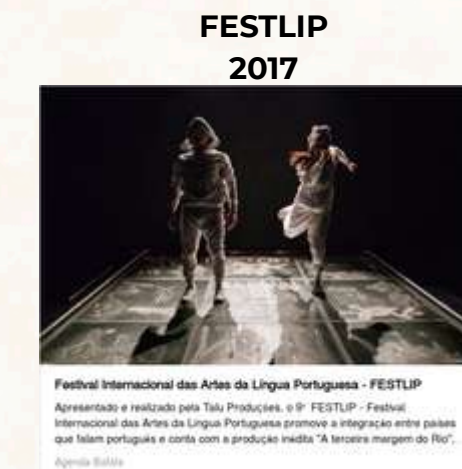 FESTLIP
2017
Festival Internacional das Artes da Língua Portuguesa - FESTLIP
Apresentado e realizado pela Talu Produções, o 9º FESTLIP - Festival
Internacional das Artes da Língua Portuguesa promove a integração entre países
que falam português e conta com a produção inédita "A terceira margem do Rio",
Agenda